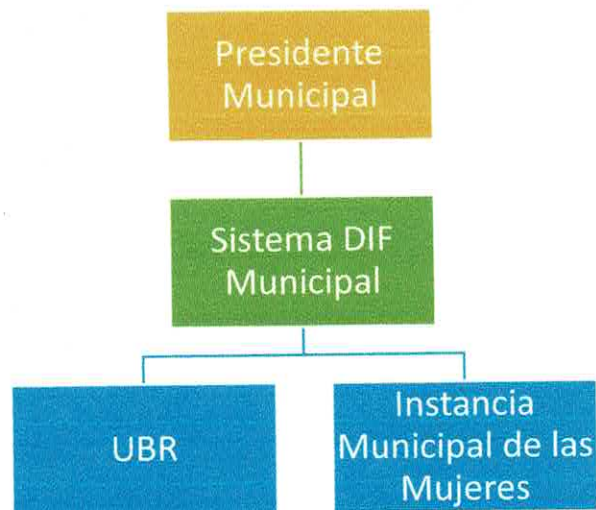 Presidente
Municipal
Sistema DIF
Municipal
UBR
Instancia
Municipal de las
Mujeres